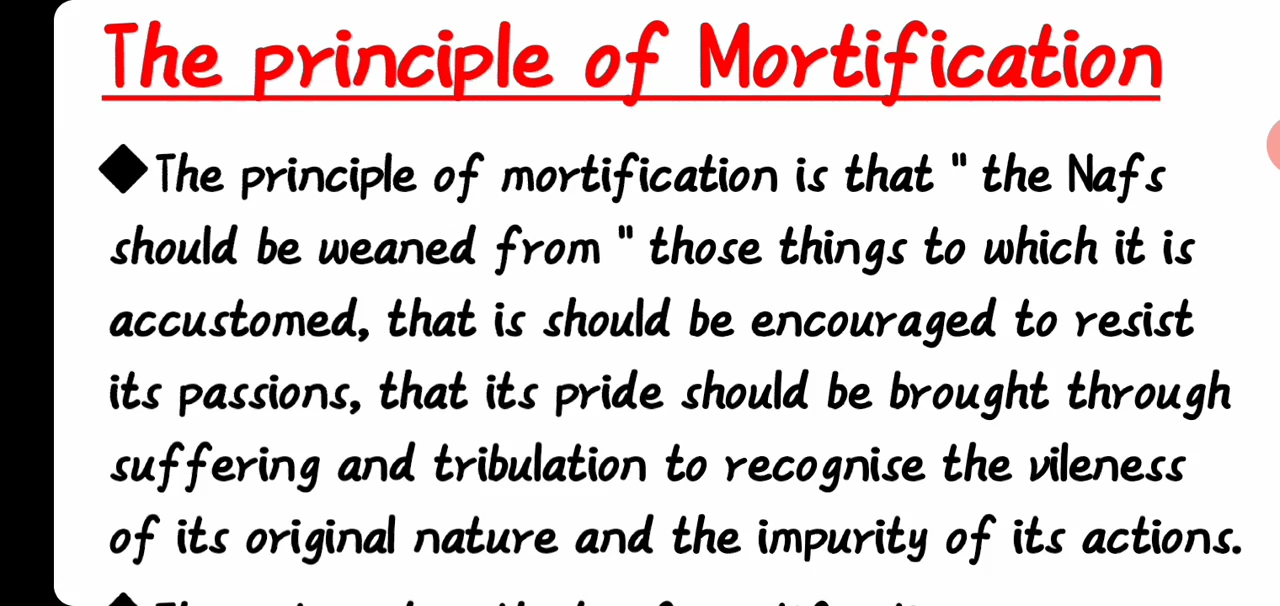 The principle of Mortification
◆The principle of mortification is that " the Nafs
should be weaned from " those things to which it is
accustomed, that is should be encouraged to resist
its passions, that its pride should be brought through
suffering and tribulation to recognise the vileness
of its original nature and the impurity of its actions.